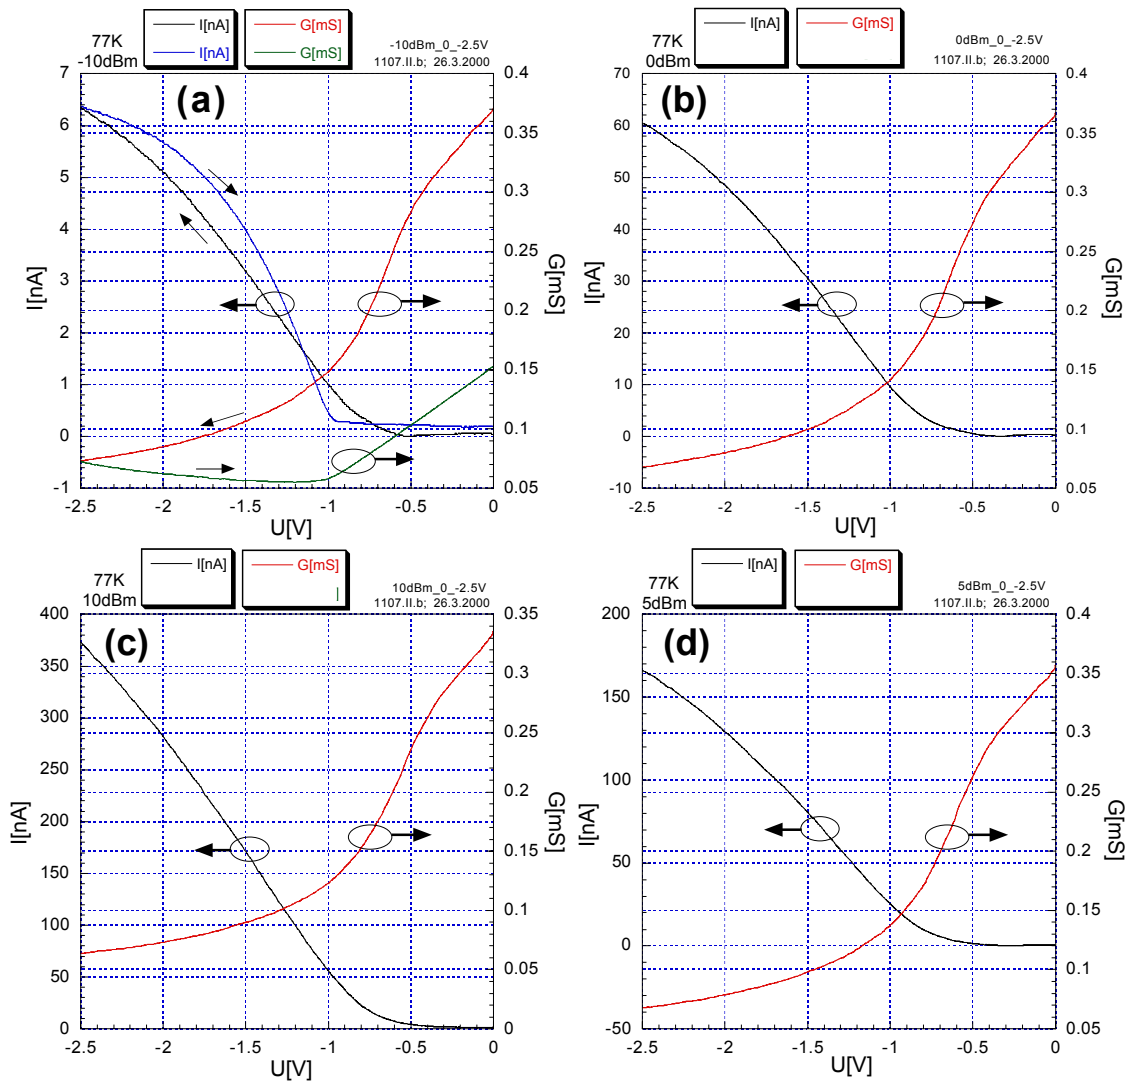 I[nA] G[mS]
I[nA] G[mS]
77K
-10dBm
-10dBm_0_-2.5V
1107.II.b; 26.3.2000
(a)
7
6
5
4
3
2
1
0
-1
I[nA]
0.4
0.35
0.3
0.25
0.2
0.15
0.1
0.05
G[mS]
-2.5 -2 -1.5 -1 -0.5 0
U[V]
I[nA] G[mS]
77K
0dBm
0dBm_0_-2.5V
1107.II.b; 26.3.2000
(b)
70
60
50
40
30
20
10
0
-10
I[nA]
0.4
0.35
0.3
0.25
0.2
0.15
0.1
0.05
G[mS]
-2.5 -2 -1.5 -1 -0.5 0
U[V]
I[nA] G[mS]
77K
10dBm
10dBm_0_-2.5V
1107.II.b; 26.3.2000
(c)
400
350
300
250
200
150
100
50
0
I[nA]
0.35
0.3
0.25
0.2
0.15
0.1
0.05
0
G[mS]
-2.5 -2 -1.5 -1 -0.5 0
U[V]
I[nA] G[mS]
77K
5dBm
5dBm_0_-2.5V
1107.II.b; 26.3.2000
(d)
200
150
100
50
0
-50
I[nA]
0.4
0.35
0.3
0.25
0.2
0.15
0.1
0.05
G[mS]
-2.5 -2 -1.5 -1 -0.5 0
U[V]